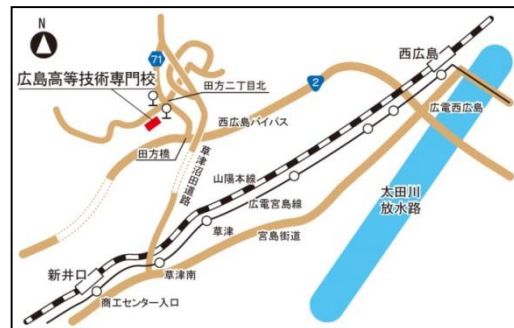 N
71
西広島
広島高等技術専門校
田方二丁目北
2
広電西広島
西広島バイパス
田方橋
草津沼田道路
山陽本線
太田川
放水路
広電宮島線
草津
宮島街道
新井口
草津南
商工センター入口